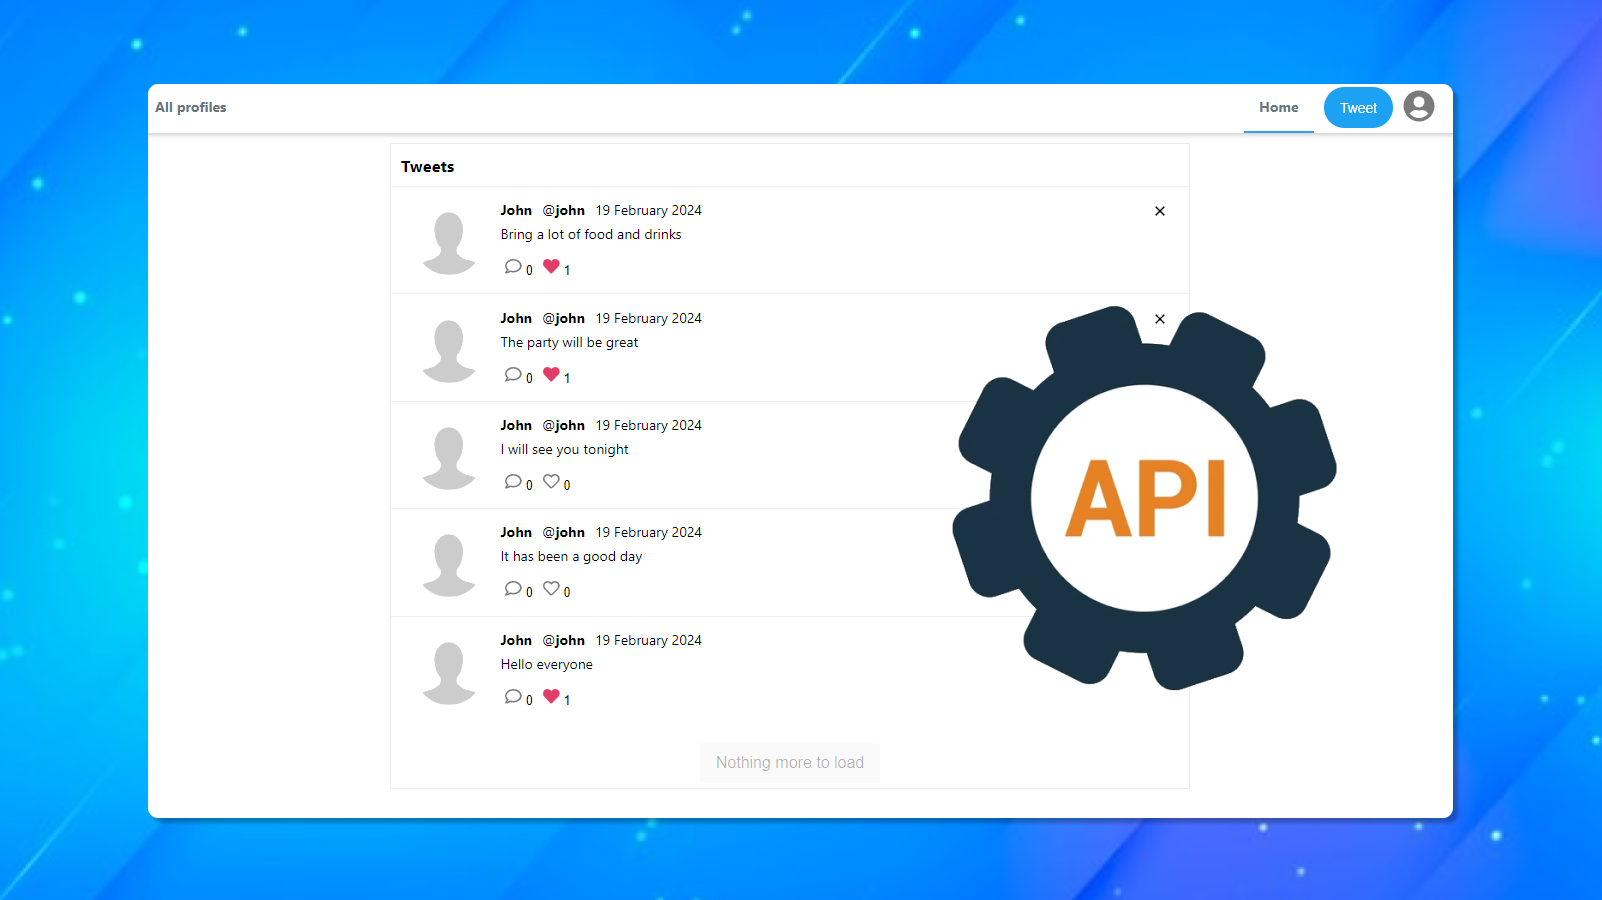 All profiles
Home
Tweet
Tweets
John @john 19 February 2024
Bring a lot of food and drinks
0 1
John @john 19 February 2024
The party will be great
0 1
John @john 19 February 2024
I will see you tonight
0 0
John @john 19 February 2024
It has been a good day
0 0
John @john 19 February 2024
Hello everyone
0 1
Nothing more to load
API